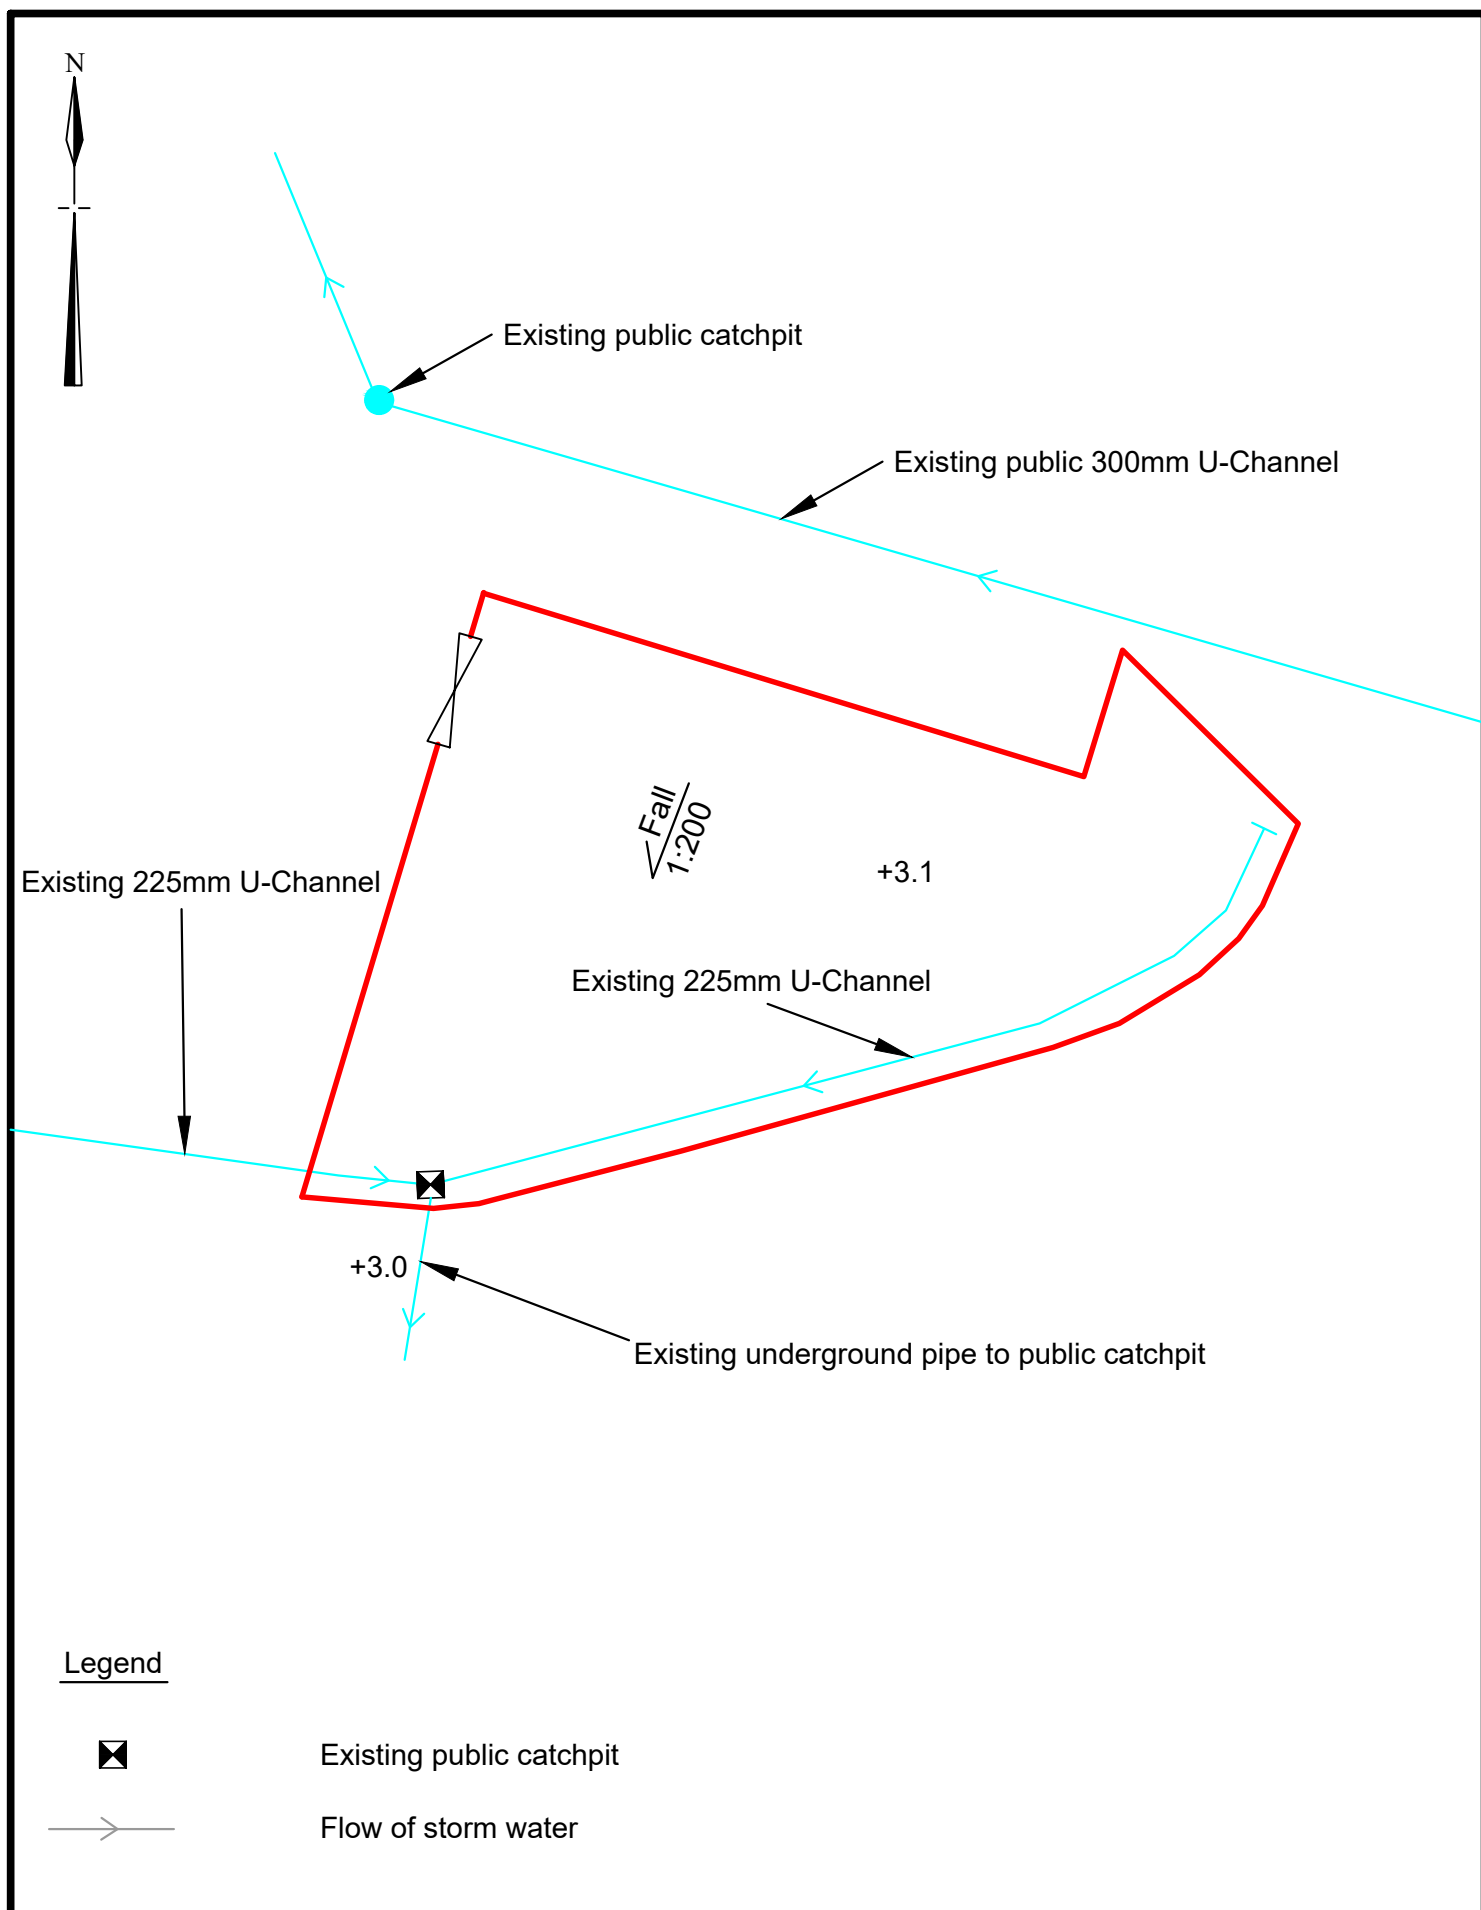 N
Existing public catchpit
Existing public 300mm U-Channel
Fall
1:200
+3.1
Existing 225mm U-Channel
Existing 225mm U-Channel
+3.0
Existing underground pipe to public catchpit
Legend
Existing public catchpit
Flow of storm water